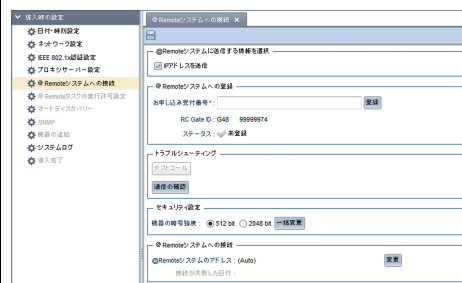 導入時の設定
日付・時刻設定
ネットワーク設定
IEEE 802.1x認証設定
プロキシサーバー設定
@ Remoteシステムへの接続
@ Remoteタスクの実行許可設定
オートディスカバリー
SNMP
機器の追加
システムログ
導入完了
@ Remoteシステムへの接続 ×
@Remoteシステムに送信する情報を選択
IPアドレスを送信
@ Remoteシステムへの登録
お申し込み受付番号*: 登録
RC Gate ID: G48 99999974
ステータス: 未登録
トラブルシューティング
テストコール
通信の確認
セキュリティ設定
機器の暗号強度: 512 bit 2048 bit 一括変更
@ Remoteシステムへの接続
@Remoteシステムのアドレス: (Auto) 変更
接続が失敗した日付: